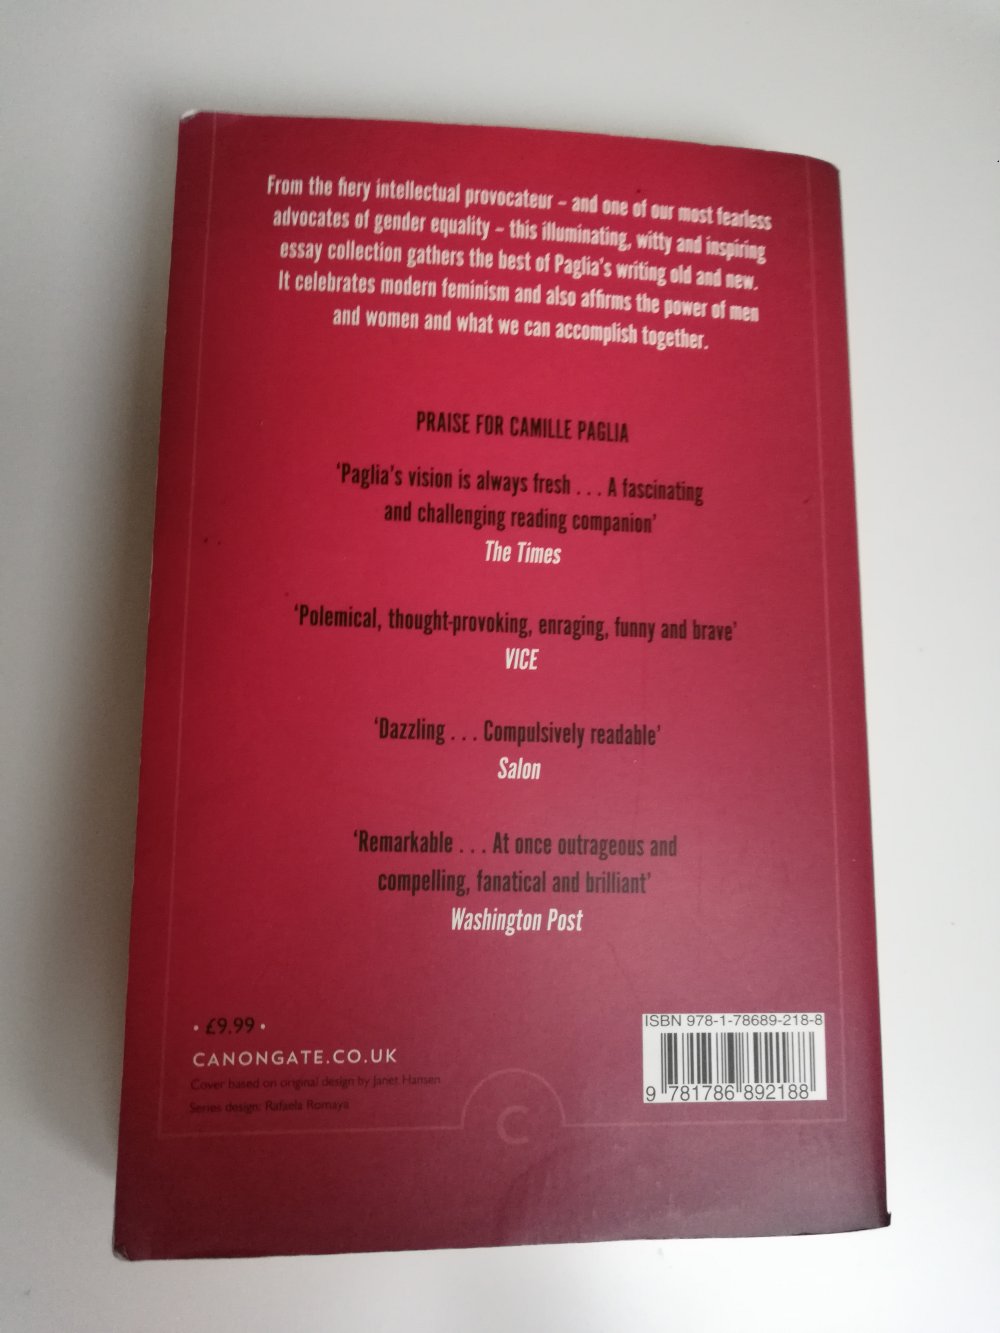 From the fiery intellectual provocateur – and one of our most fearless
advocates of gender equality – this illuminating, witty and inspiring
essay collection gathers the best of Paglia's writing old and new.
It celebrates modern feminism and also affirms the power of men
and women and what we can accomplish together.
PRAISE FOR CAMILLE PAGLIA
'Paglia's vision is always fresh . . . A fascinating
and challenging reading companion'
The Times
'Polemical, thought-provoking, enraging, funny and brave'
VICE
'Dazzling . . . Compulsively readable'
Salon
'Remarkable . . . At once outrageous and
compelling, fanatical and brilliant'
Washington Post
· £9.99 ·
CANONGATE.CO.UK
Cover based on original design by Janet Hansen
Series design: Rafaela Romaya
C
ISBN 978-1-78689-218-8
9 781786 892188